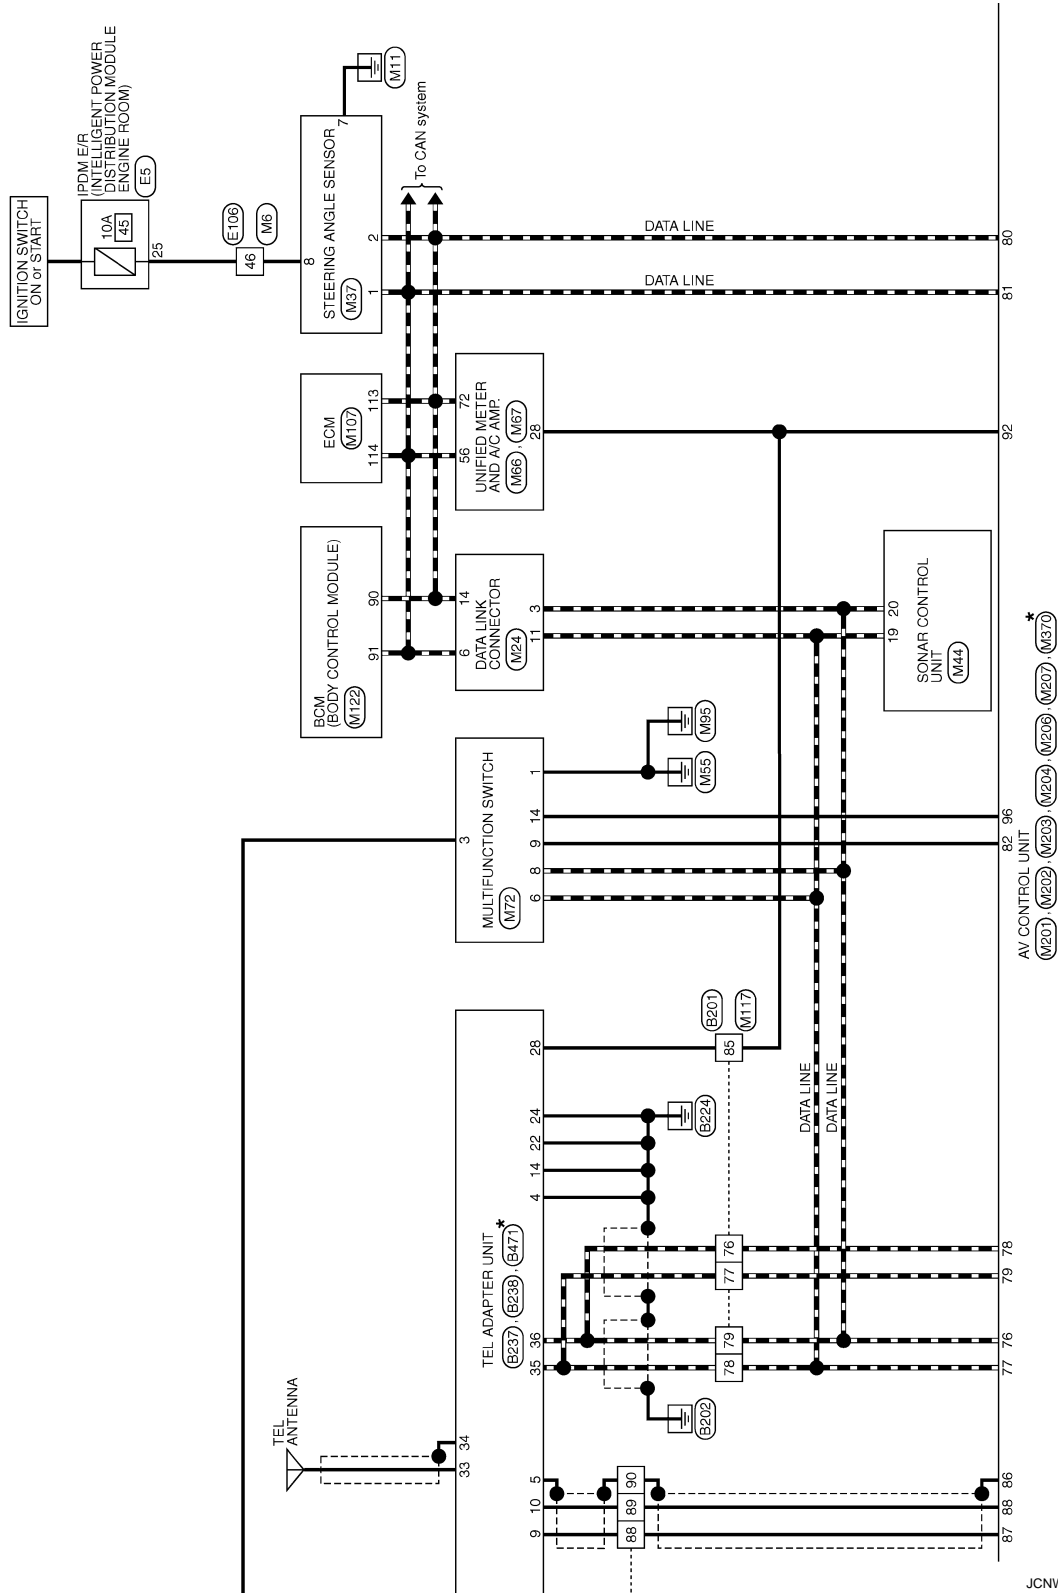 IGNITION SWITCH
ON or START
IPDM E/R
(INTELLIGENT POWER
DISTRIBUTION MODULE
ENGINE ROOM)
E5
10A
45
25
E106
M6
46
8
STEERING ANGLE SENSOR
M37
7
M11
2
1
To CAN system
DATA LINE
80
DATA LINE
81
ECM
M107
113
114
72
56
UNIFIED METER
AND A/C AMP.
M66 , M67
28
92
BCM
(BODY CONTROL MODULE)
M122
90
91
14
6
DATA LINK
CONNECTOR
M24
3
11
20
19
SONAR CONTROL
UNIT
M44
3
MULTIFUNCTION SWITCH
M72
1
14
9
8
6
M95
M55
96
82
AV CONTROL UNIT
M201 , M202 , M203 , M204 , M206 , M207 , M370 *
TEL ADAPTER UNIT
B237 , B238 , B471 *
28
24
22
14
4
36
35
B201
M117
85
B224
DATA LINE
DATA LINE
76
77
79
78
78
79
76
77
B202
TEL
ANTENNA
34
33
5
10
9
90
89
88
86
88
87
JCNW